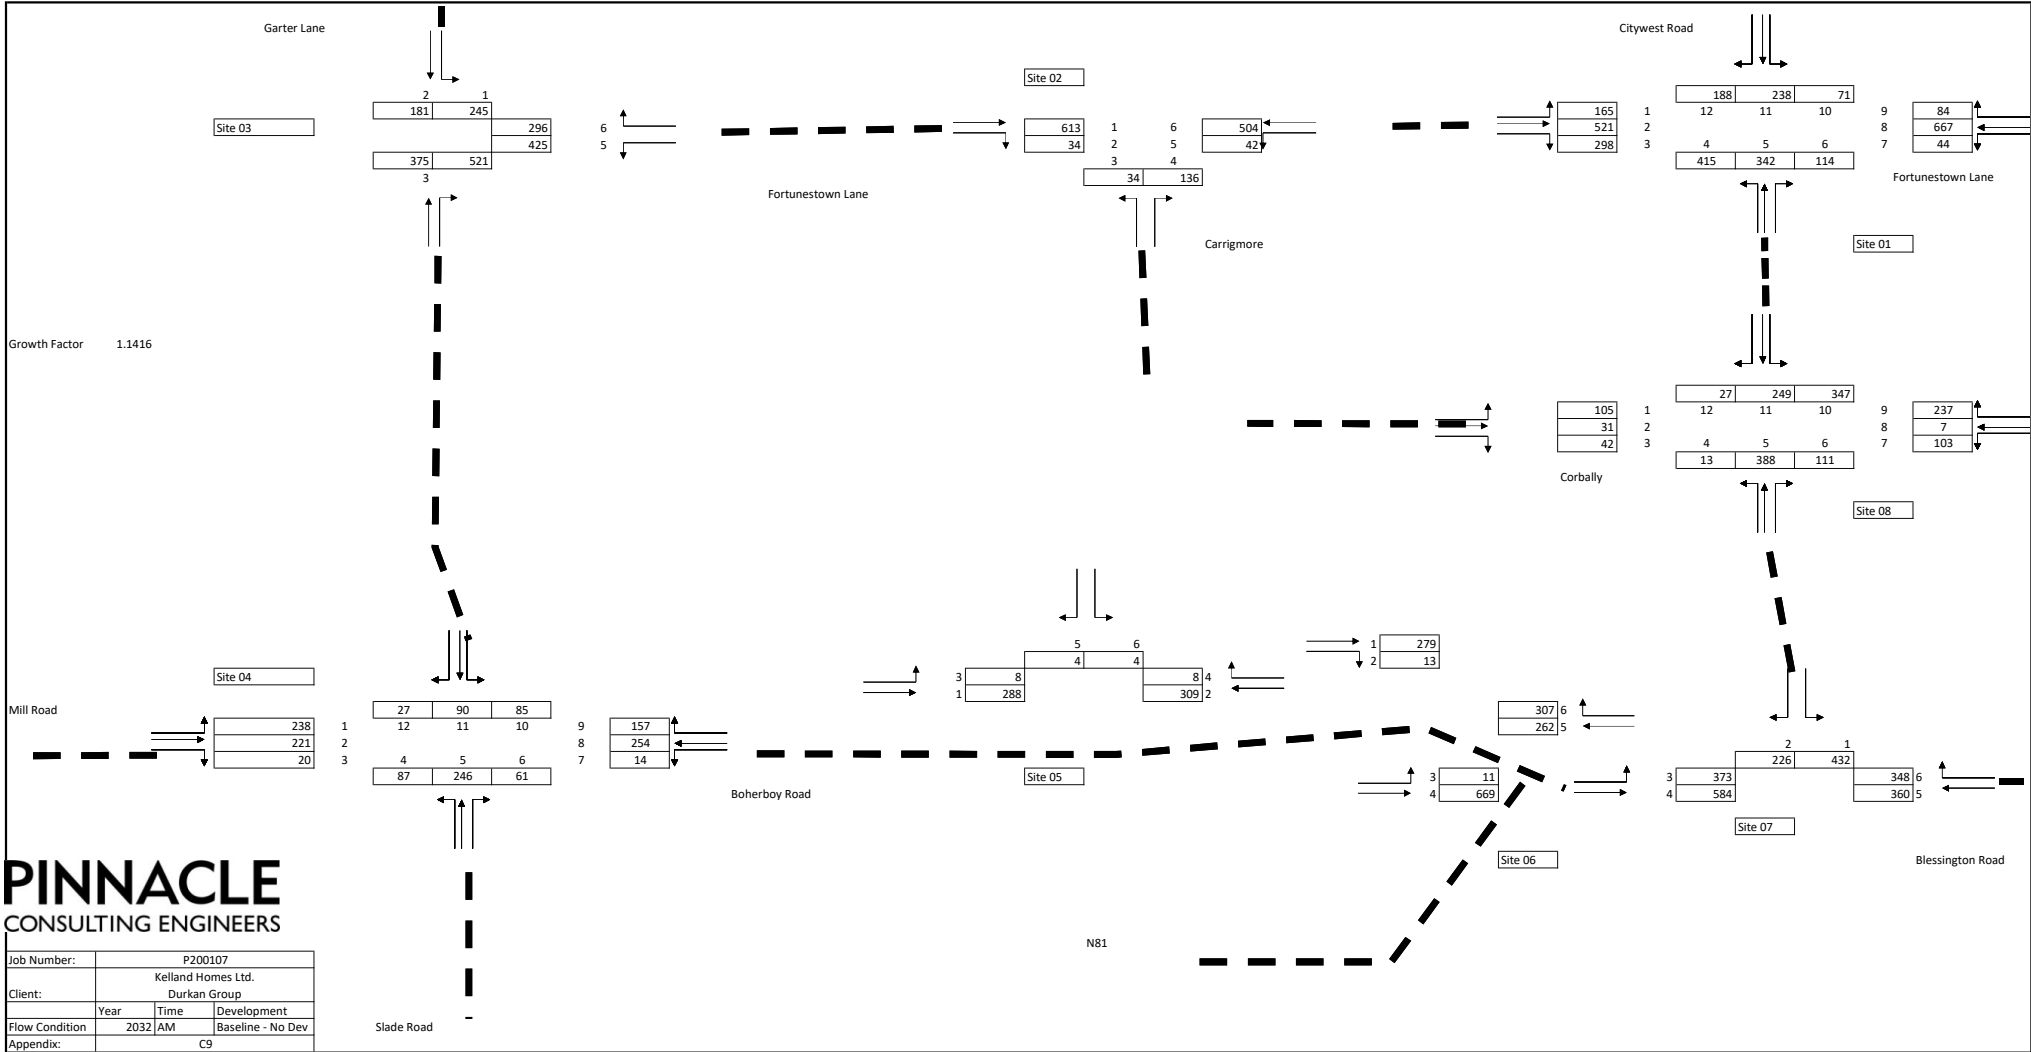 Garter Lane
Citywest Road
Site 02
2 1
181 245
Site 03
296 6
425 5
375 521
3
613 1 6 504
34 2 5 42
3 4
34 136
188 238 71
165 1 12 11 10 9 84
521 2 8 667
298 3 4 5 6 7 44
415 342 114
Fortunestown Lane
Fortunestown Lane
Carrigmore
Site 01
Growth Factor 1.1416
27 249 347
105 1 12 11 10 9 237
31 2 8 7
42 3 4 5 6 7 103
13 388 111
Corbally
Site 08
5 6
4 4
3 8 8 4
1 288 309 2
1 279
2 13
Site 04
Mill Road
27 90 85
238 1 12 11 10 9 157
221 2 8 254
20 3 4 5 6 7 14
87 246 61
307 6
262 5
2 1
226 432
3 373 348 6
4 584 360 5
3 11
4 669
Site 05
Boherboy Road
Site 07
Site 06
Blessington Road
PINNACLE
CONSULTING ENGINEERS
N81
Job Number: P200107
Kelland Homes Ltd.
Client: Durkan Group
Year Time Development
Flow Condition 2032 AM Baseline - No Dev
Appendix: C9
Slade Road